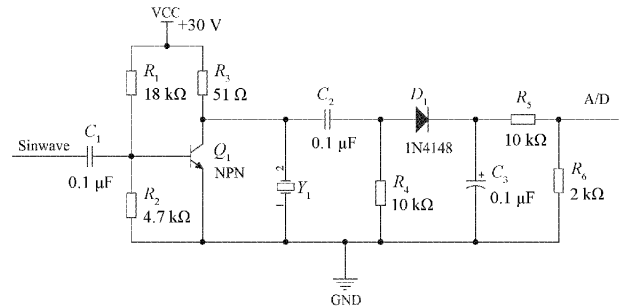 VCC
+30 V
R1
18 kΩ
R3
51 Ω
C2
0.1 μF
D1
1N4148
R5
10 kΩ
A/D
Sinwave
C1
0.1 μF
Q1
NPN
2
Y1
1
R2
4.7 kΩ
R4
10 kΩ
+
C3
0.1 μF
R6
2 kΩ
GND